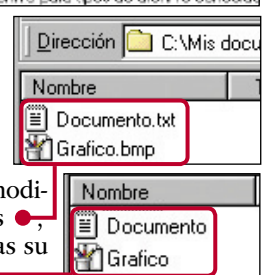 Dirección C:\Mis docu
Nombre
Documento.txt
Grafico.bmp
Nombre
Documento
Grafico